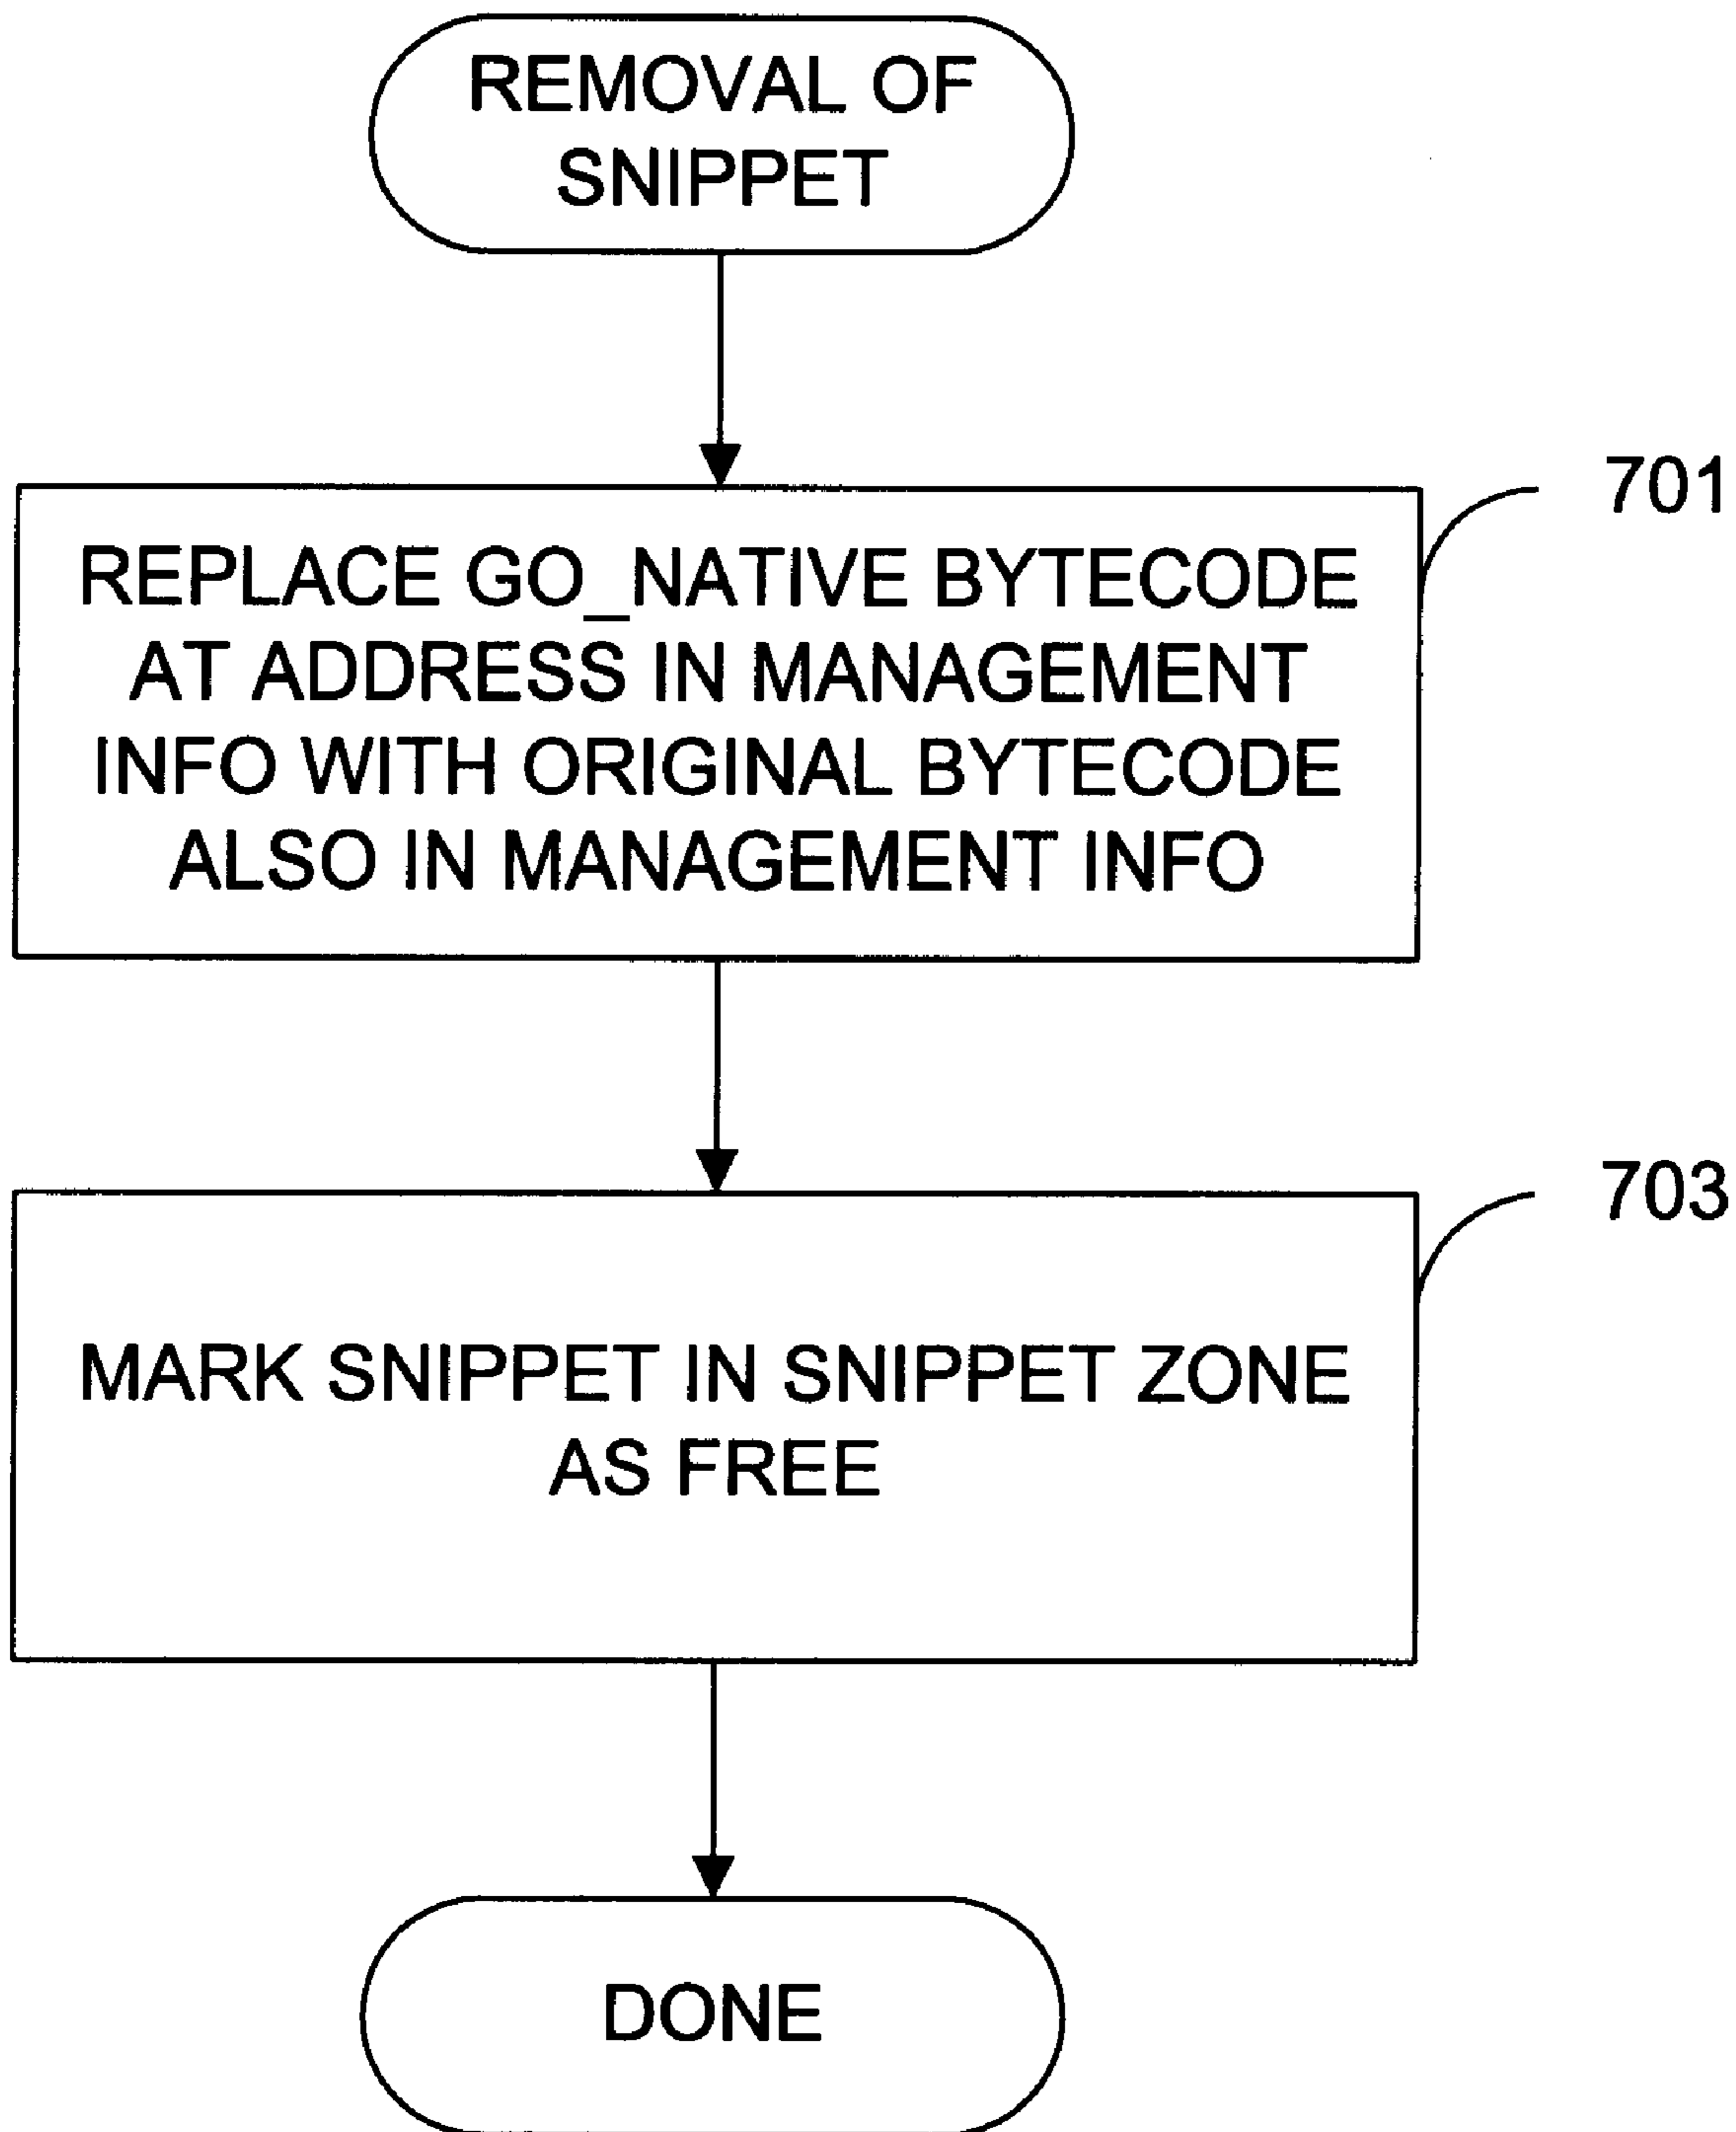 REMOVAL OF
SNIPPET
701
REPLACE GO_NATIVE BYTECODE
AT ADDRESS IN MANAGEMENT
INFO WITH ORIGINAL BYTECODE
ALSO IN MANAGEMENT INFO
703
MARK SNIPPET IN SNIPPET ZONE
AS FREE
DONE